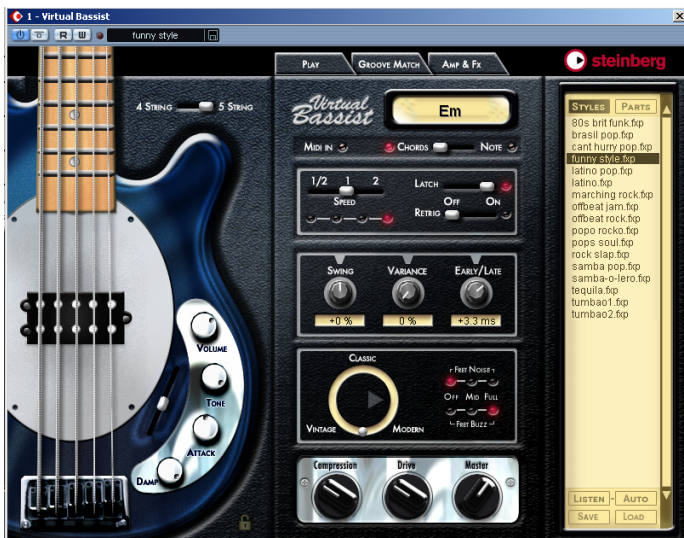 1 - Virtual Bassist
R W funny style
PLAY GROOVE MATCH AMP & FX
steinberg
4 STRING 5 STRING
Virtual Bassist
Em
MIDI IN CHORDS NOTE
1/2 1 2
SPEED
LATCH
OFF ON
RETRIG
SWING VARIANCE EARLY/LATE
+0 % 0 % +3.3 ms
CLASSIC
VINTAGE MODERN
FRET NOISE
OFF MID FULL
FRET BUZZ
Compression Drive Master
VOLUME
TONE
ATTACK
DAMP
STYLES PARTS
80s brit funk.fxp
brasil pop.fxp
cant hurry pop.fxp
funny style.fxp
latino pop.fxp
latino.fxp
marching rock.fxp
offbeat jam.fxp
offbeat rock.fxp
popo rocko.fxp
pops soul.fxp
rock slap.fxp
samba pop.fxp
samba-o-lero.fxp
tequila.fxp
tumbao1.fxp
tumbao2.fxp
LISTEN - AUTO
SAVE LOAD